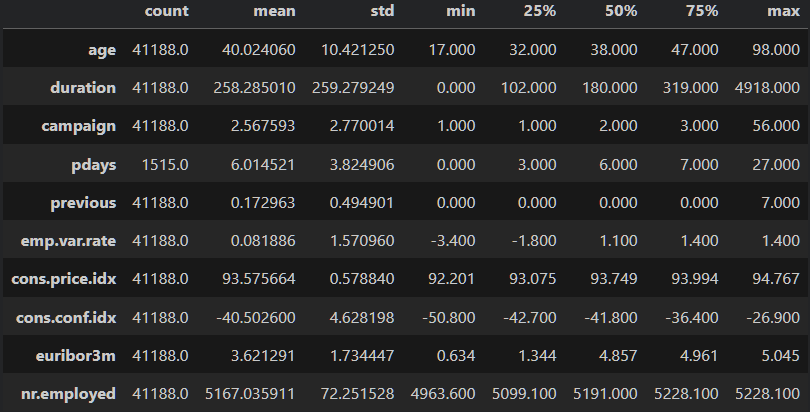 count mean std min 25% 50% 75% max
age 41188.0 40.024060 10.421250 17.000 32.000 38.000 47.000 98.000
duration 41188.0 258.285010 259.279249 0.000 102.000 180.000 319.000 4918.000
campaign 41188.0 2.567593 2.770014 1.000 1.000 2.000 3.000 56.000
pdays 1515.0 6.014521 3.824906 0.000 3.000 6.000 7.000 27.000
previous 41188.0 0.172963 0.494901 0.000 0.000 0.000 0.000 7.000
emp.var.rate 41188.0 0.081886 1.570960 -3.400 -1.800 1.100 1.400 1.400
cons.price.idx 41188.0 93.575664 0.578840 92.201 93.075 93.749 93.994 94.767
cons.conf.idx 41188.0 -40.502600 4.628198 -50.800 -42.700 -41.800 -36.400 -26.900
euribor3m 41188.0 3.621291 1.734447 0.634 1.344 4.857 4.961 5.045
nr.employed 41188.0 5167.035911 72.251528 4963.600 5099.100 5191.000 5228.100 5228.100